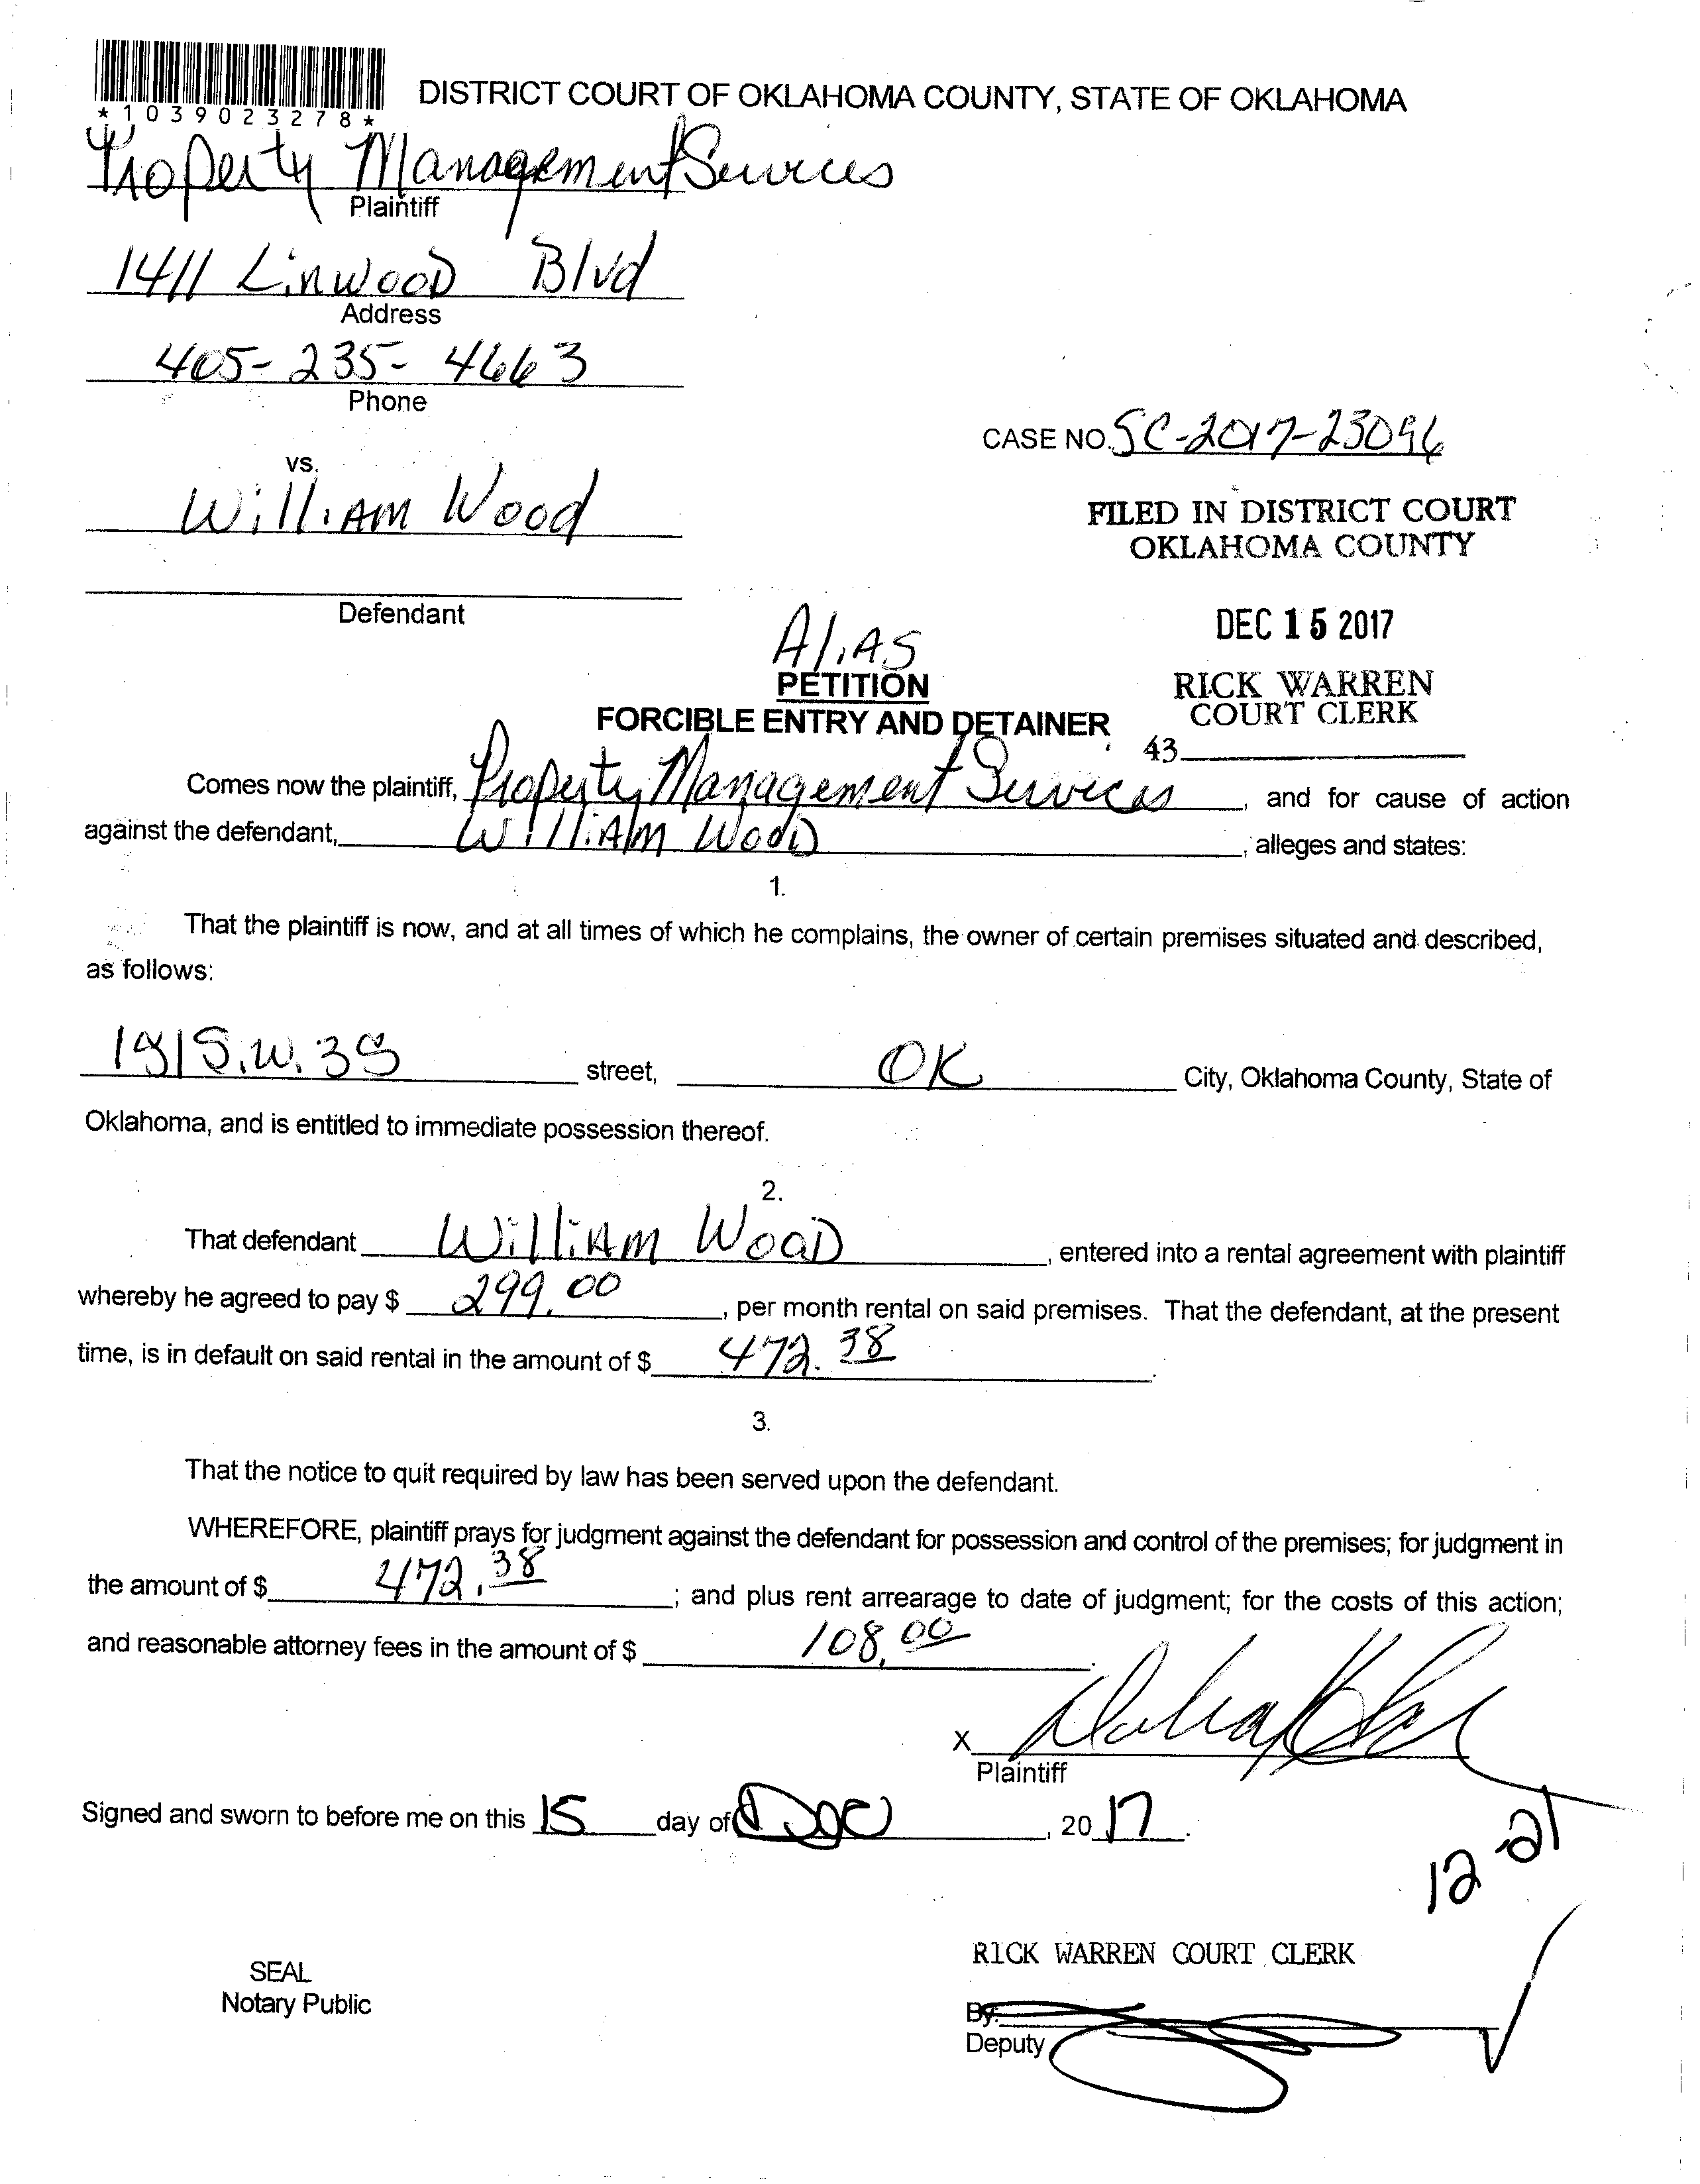 *1039023278*
DISTRICT COURT OF OKLAHOMA COUNTY, STATE OF OKLAHOMA
Property Management Services
Plaintiff
1411 Linwood Blvd
Address
405-235-4663
Phone
CASE NO. SC-2017-23096
vs.
William Wood
FILED IN DISTRICT COURT
OKLAHOMA COUNTY
Defendant
DEC 15 2017
Alias
PETITION
RICK WARREN
COURT CLERK
FORCIBLE ENTRY AND DETAINER
43
Comes now the plaintiff, Property Management Services, and for cause of action
against the defendant, William Wood, alleges and states:
1.
That the plaintiff is now, and at all times of which he complains, the owner of certain premises situated and described,
as follows:
S.W. street, OK City, Oklahoma County, State of
Oklahoma, and is entitled to immediate possession thereof.
2.
That defendant William Wood, entered into a rental agreement with plaintiff
whereby he agreed to pay $ 299.00, per month rental on said premises. That the defendant, at the present
time, is in default on said rental in the amount of $ 472.38.
3.
That the notice to quit required by law has been served upon the defendant.
WHEREFORE, plaintiff prays for judgment against the defendant for possession and control of the premises; for judgment in
the amount of $ 472.38; and plus rent arrearage to date of judgment; for the costs of this action;
and reasonable attorney fees in the amount of $ 108.00.
X
Plaintiff
Signed and sworn to before me on this 15 day of Dec, 2017.
12-21
RICK WARREN COURT CLERK
SEAL
Notary Public
By:
Deputy